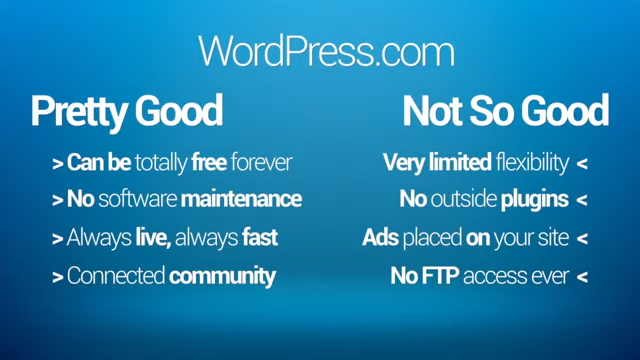 WordPress.com
Pretty Good
> Can be totally free forever
> No software maintenance
> Always live, always fast
> Connected community
Not So Good
Very limited flexibility <
No outside plugins <
Ads placed on your site <
No FTP access ever <